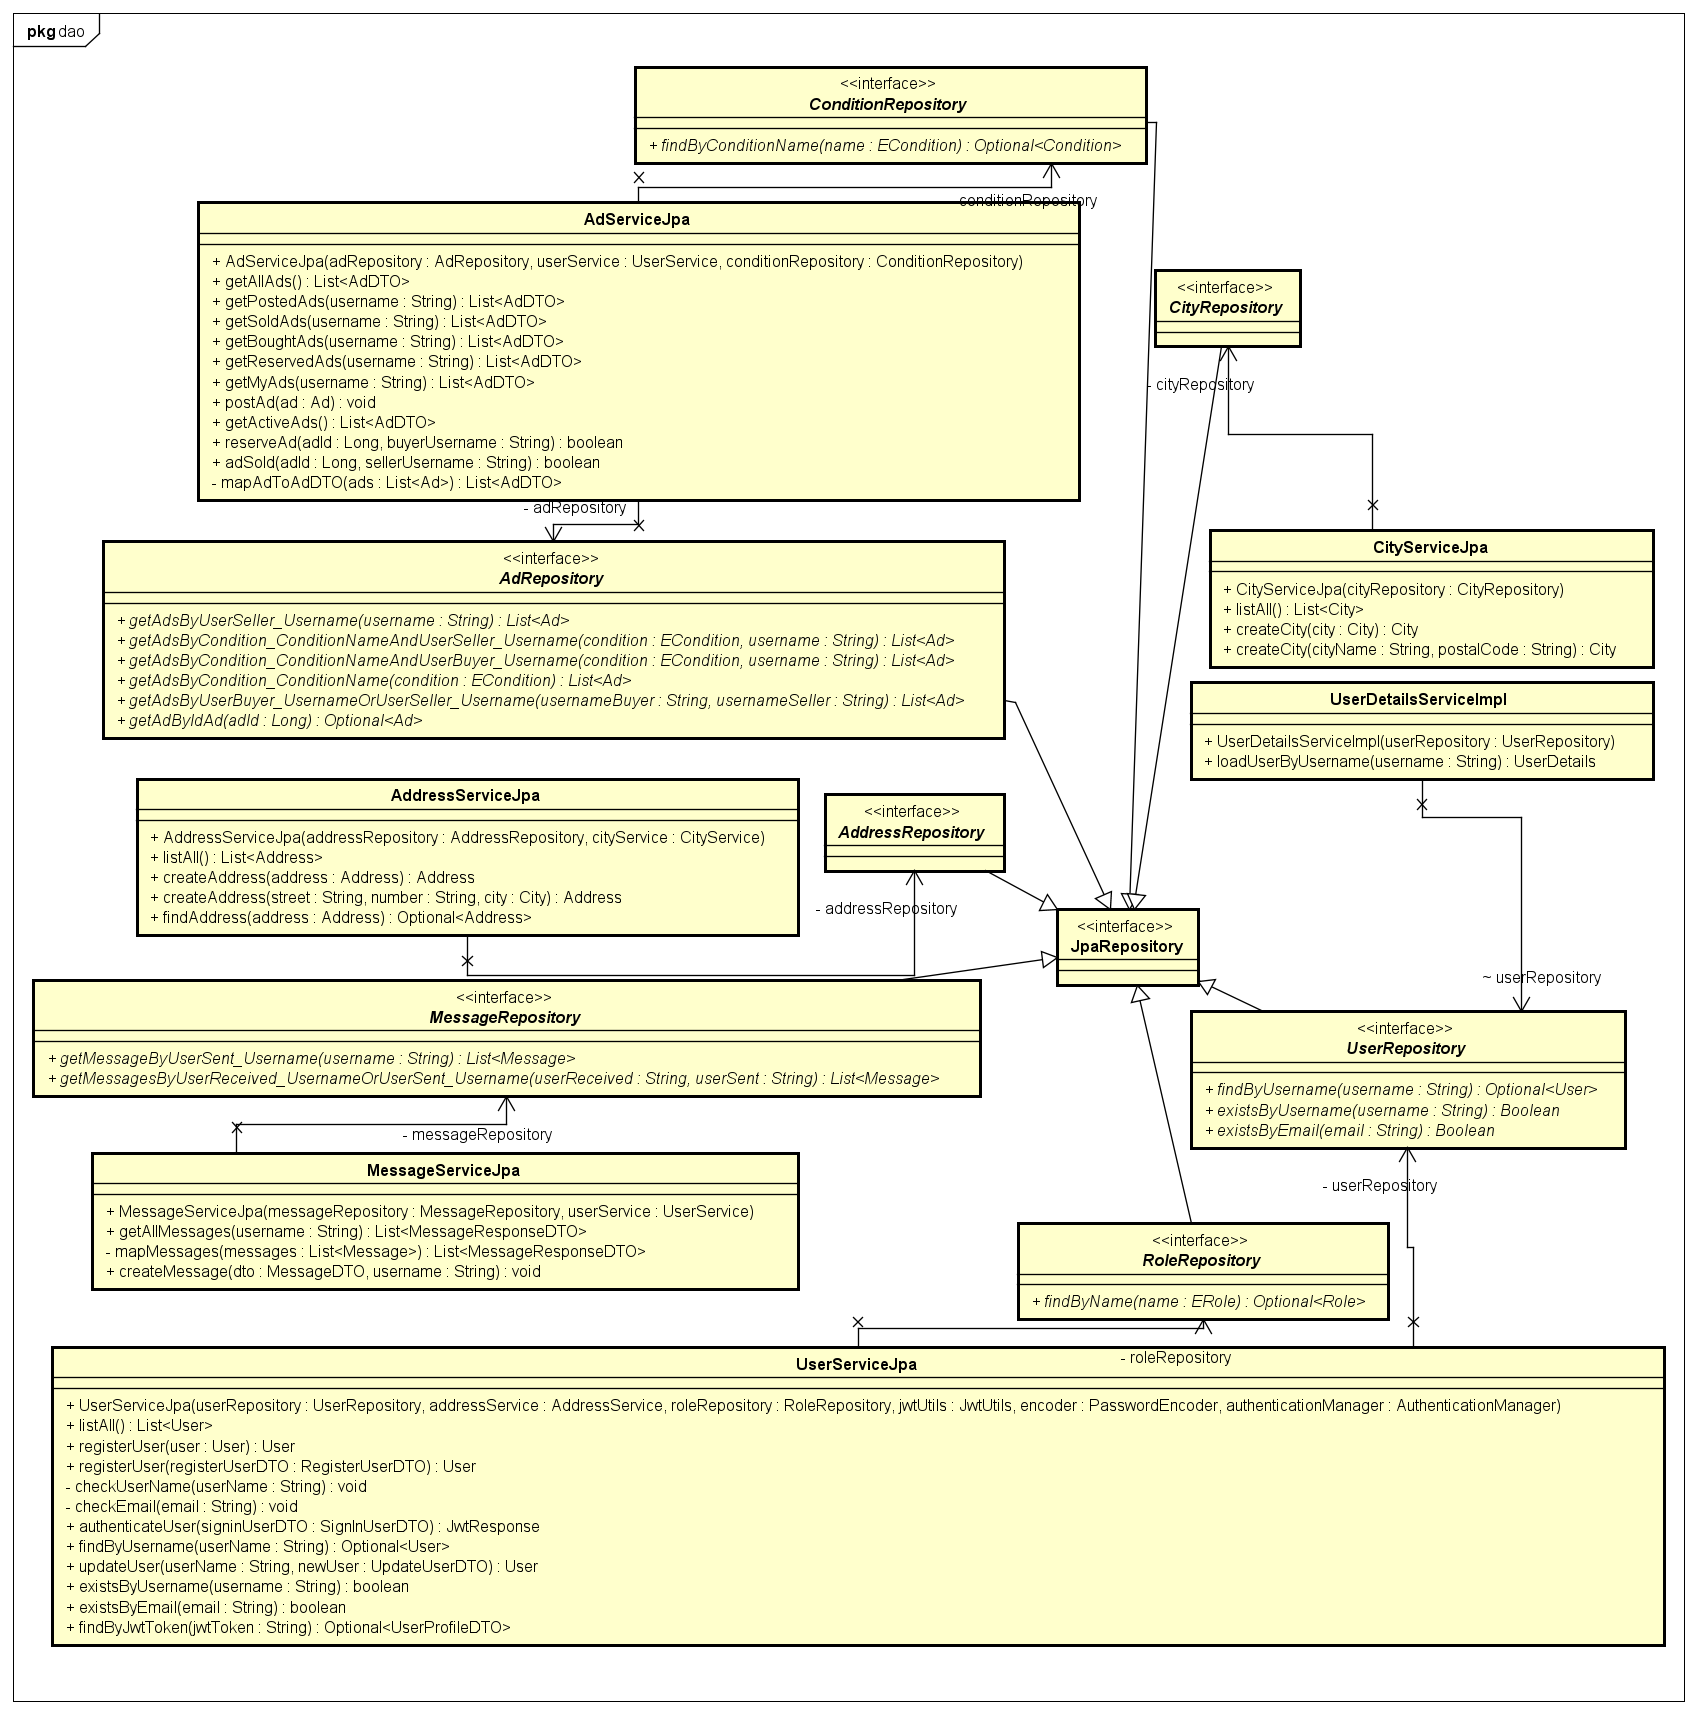 pkg dao
<<interface>>
ConditionRepository
+ findByConditionName(name : ECondition) : Optional<Condition>
- conditionRepository
AdServiceJpa
+ AdServiceJpa(adRepository : AdRepository, userService : UserService, conditionRepository : ConditionRepository)
+ getAllAds() : List<AdDTO>
+ getPostedAds(username : String) : List<AdDTO>
+ getSoldAds(username : String) : List<AdDTO>
+ getBoughtAds(username : String) : List<AdDTO>
+ getReservedAds(username : String) : List<AdDTO>
+ getMyAds(username : String) : List<AdDTO>
+ postAd(ad : Ad) : void
+ getActiveAds() : List<AdDTO>
+ reserveAd(adId : Long, buyerUsername : String) : boolean
+ adSold(adId : Long, sellerUsername : String) : boolean
- mapAdToAdDTO(ads : List<Ad>) : List<AdDTO>
<<interface>>
CityRepository
- cityRepository
- adRepository
<<interface>>
AdRepository
+ getAdsByUserSeller_Username(username : String) : List<Ad>
+ getAdsByCondition_ConditionNameAndUserSeller_Username(condition : ECondition, username : String) : List<Ad>
+ getAdsByCondition_ConditionNameAndUserBuyer_Username(condition : ECondition, username : String) : List<Ad>
+ getAdsByCondition_ConditionName(condition : ECondition) : List<Ad>
+ getAdsByUserBuyer_UsernameOrUserSeller_Username(usernameBuyer : String, usernameSeller : String) : List<Ad>
+ getAdByIdAd(adId : Long) : Optional<Ad>
CityServiceJpa
+ CityServiceJpa(cityRepository : CityRepository)
+ listAll() : List<City>
+ createCity(city : City) : City
+ createCity(cityName : String, postalCode : String) : City
UserDetailsServiceImpl
+ UserDetailsServiceImpl(userRepository : UserRepository)
+ loadUserByUsername(username : String) : UserDetails
AddressServiceJpa
+ AddressServiceJpa(addressRepository : AddressRepository, cityService : CityService)
+ listAll() : List<Address>
+ createAddress(address : Address) : Address
+ createAddress(street : String, number : String, city : City) : Address
+ findAddress(address : Address) : Optional<Address>
<<interface>>
AddressRepository
- addressRepository
<<interface>>
JpaRepository
~ userRepository
<<interface>>
MessageRepository
+ getMessageByUserSent_Username(username : String) : List<Message>
+ getMessagesByUserReceived_UsernameOrUserSent_Username(userReceived : String, userSent : String) : List<Message>
<<interface>>
UserRepository
+ findByUsername(username : String) : Optional<User>
+ existsByUsername(username : String) : Boolean
+ existsByEmail(email : String) : Boolean
- messageRepository
- userRepository
MessageServiceJpa
+ MessageServiceJpa(messageRepository : MessageRepository, userService : UserService)
+ getAllMessages(username : String) : List<MessageResponseDTO>
- mapMessages(messages : List<Message>) : List<MessageResponseDTO>
+ createMessage(dto : MessageDTO, username : String) : void
<<interface>>
RoleRepository
+ findByName(name : ERole) : Optional<Role>
- roleRepository
UserServiceJpa
+ UserServiceJpa(userRepository : UserRepository, addressService : AddressService, roleRepository : RoleRepository, jwtUtils : JwtUtils, encoder : PasswordEncoder, authenticationManager : AuthenticationManager)
+ listAll() : List<User>
+ registerUser(user : User) : User
+ registerUser(registerUserDTO : RegisterUserDTO) : User
- checkUserName(userName : String) : void
- checkEmail(email : String) : void
+ authenticateUser(signinUserDTO : SignInUserDTO) : JwtResponse
+ findByUsername(userName : String) : Optional<User>
+ updateUser(userName : String, newUser : UpdateUserDTO) : User
+ existsByUsername(username : String) : boolean
+ existsByEmail(email : String) : boolean
+ findByJwtToken(jwtToken : String) : Optional<UserProfileDTO>